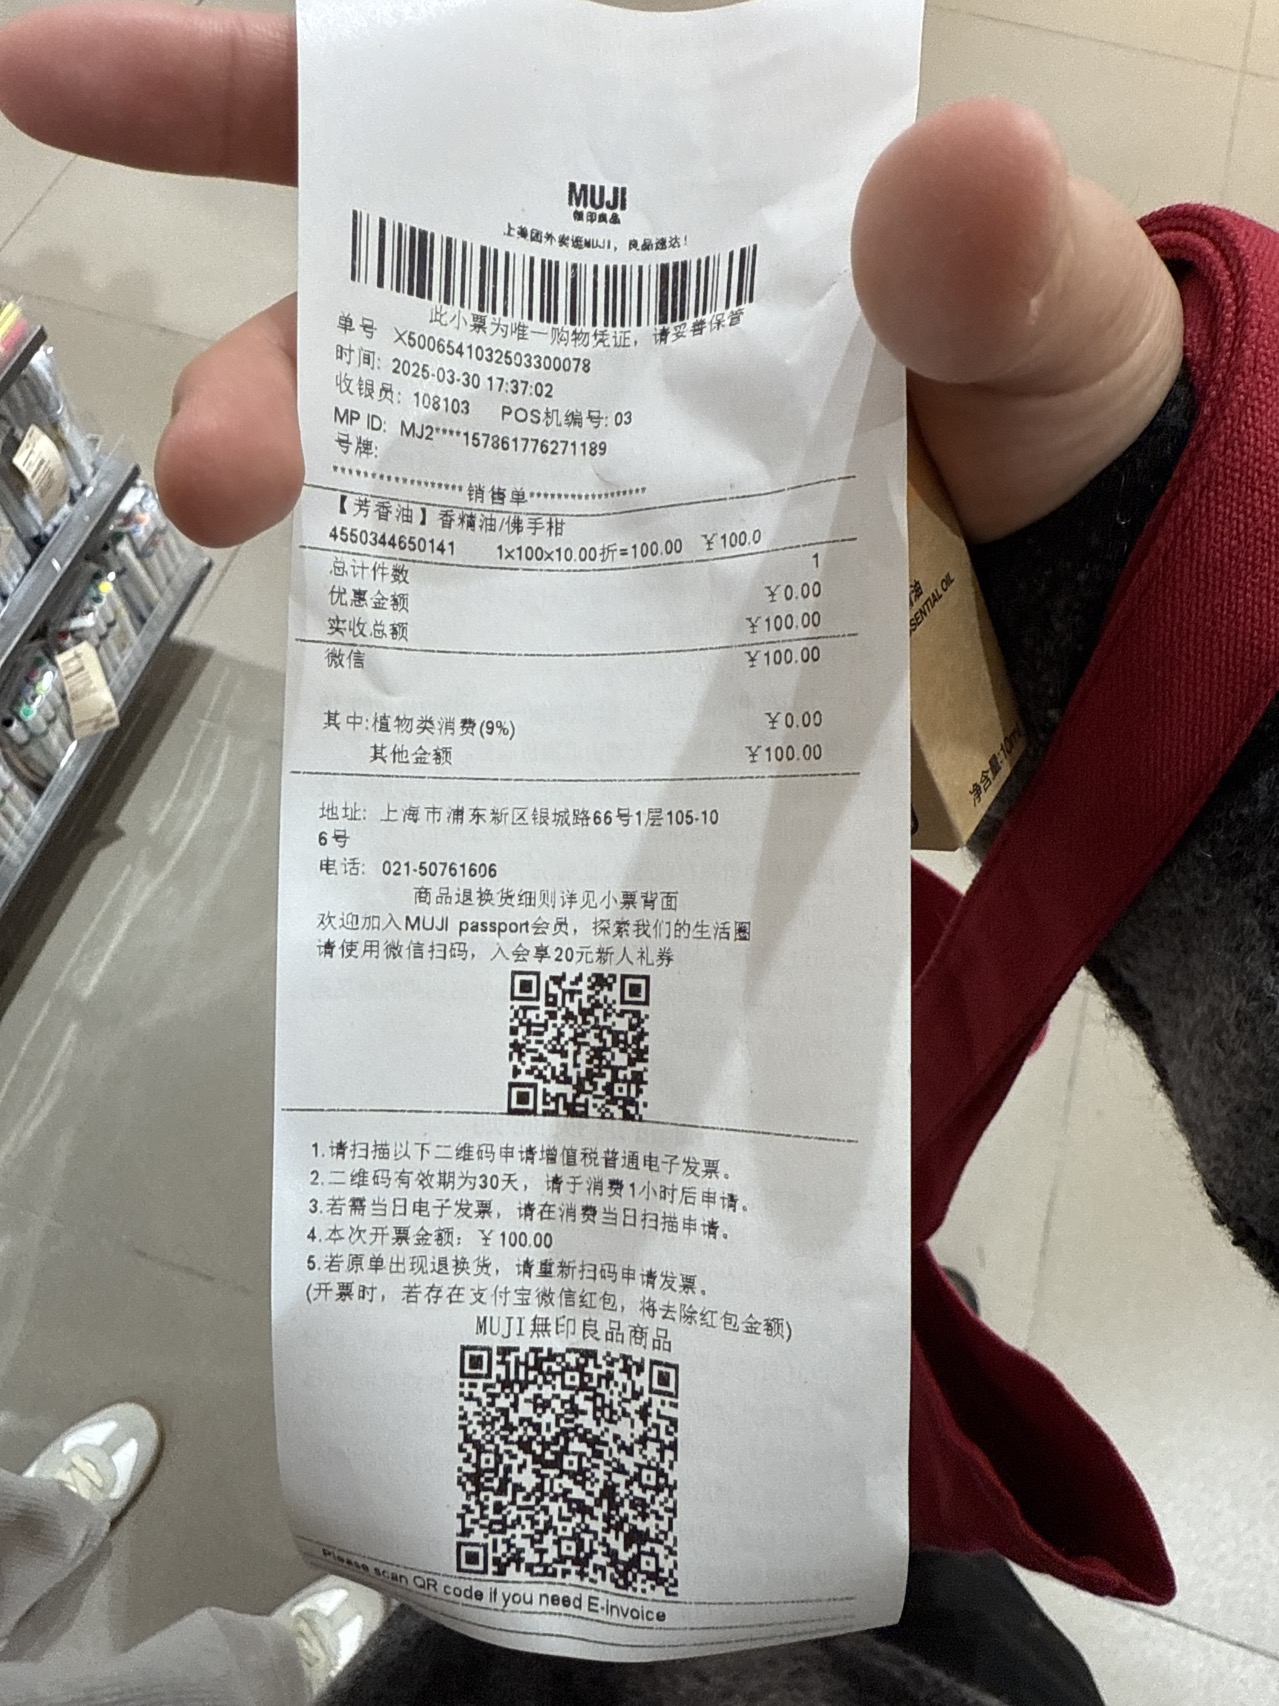 MUJI
無印良品
上美团外卖逛MUJI，良品速达！
此小票为唯一购物凭证，请妥善保管
单号 X5006541032503300078
时间: 2025-03-30 17:37:02
收银员: 108103 POS机编号: 03
MP ID: MJ2****157861776271189
号牌:
******************销售单******************
【芳香油】香精油/佛手柑
4550344650141 1x100x10.00折=100.00 ￥100.0
总计件数 1
优惠金额 ￥0.00
实收总额 ￥100.00
微信 ￥100.00
其中:植物类消费(9%) ￥0.00
其他金额 ￥100.00
地址: 上海市浦东新区银城路66号1层105-10
6号
电话: 021-50761606
商品退换货细则详见小票背面
欢迎加入MUJI passport会员，探索我们的生活圈
请使用微信扫码，入会享20元新人礼券
1.请扫描以下二维码申请增值税普通电子发票。
2.二维码有效期为30天，请于消费1小时后申请。
3.若需当日电子发票，请在消费当日扫描申请。
4.本次开票金额：￥100.00
5.若原单出现退换货，请重新扫码申请发票。
(开票时，若存在支付宝微信红包，将去除红包金额)
MUJI無印良品商品
Please scan QR code if you need E-invoice
油
SSENTIAL OIL
净含量:10m